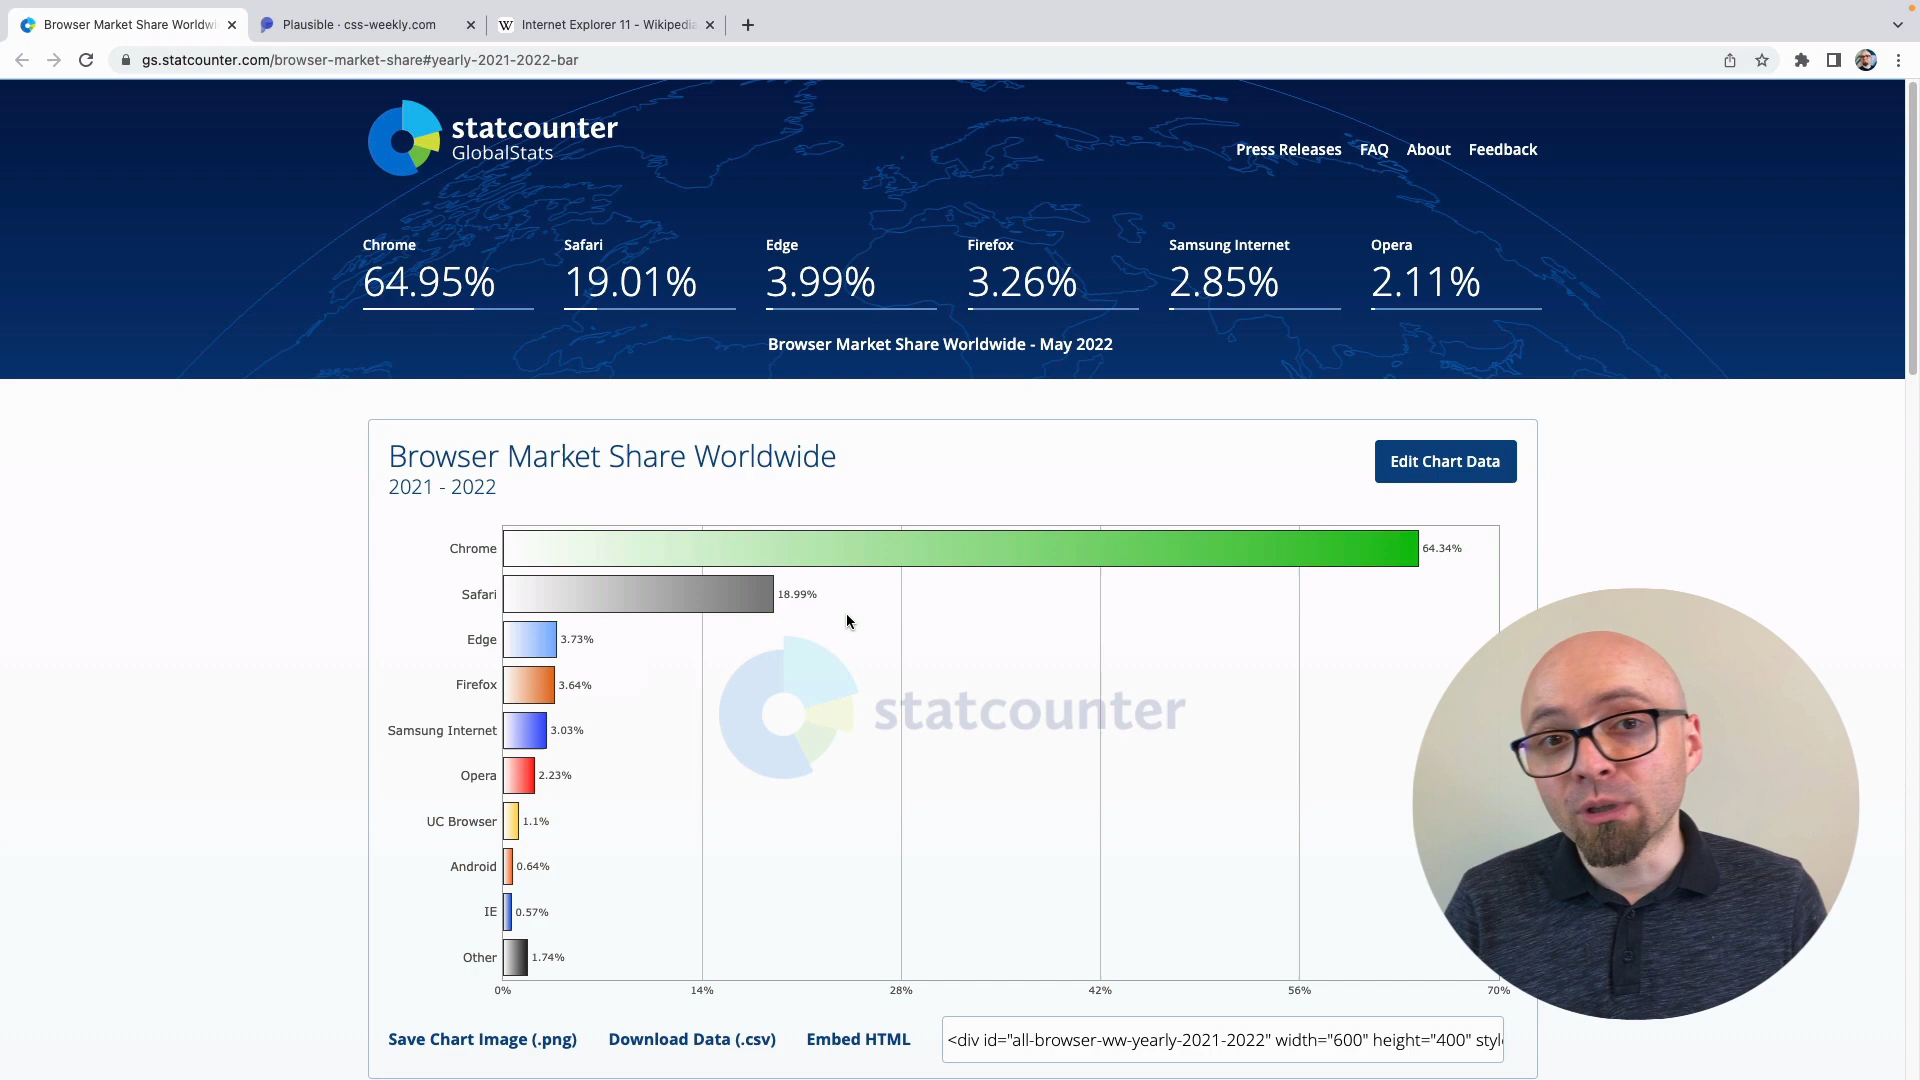 Browser Market Share Worldwi
Plausible · css-weekly.com
W
Internet Explorer 11 - Wikipedia
gs.statcounter.com/browser-market-share#yearly-2021-2022-bar
statcounter
GlobalStats
Press Releases FAQ About Feedback
Chrome Safari Edge Firefox Samsung Internet Opera
64.95% 19.01% 3.99% 3.26% 2.85% 2.11%
Browser Market Share Worldwide - May 2022
Browser Market Share Worldwide
2021 - 2022
Edit Chart Data
Chrome 64.34%
Safari 18.99%
Edge 3.73%
Firefox 3.64%
Samsung Internet 3.03%
statcounter
Opera 2.23%
UC Browser 1.1%
Android 0.64%
IE 0.57%
Other 1.74%
0% 14% 28% 42% 56% 70%
Save Chart Image (.png) Download Data (.csv) Embed HTML <div id="all-browser-ww-yearly-2021-2022" width="600" height="400" styl